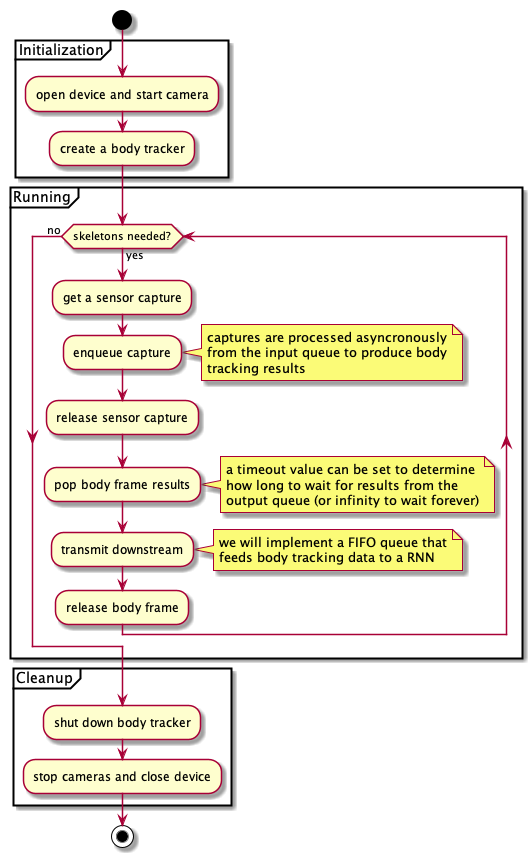 Initialization
open device and start camera
create a body tracker
Running
no
skeletons needed?
yes
get a sensor capture
enqueue capture
captures are processed asyncronously
from the input queue to produce body
tracking results
release sensor capture
pop body frame results
a timeout value can be set to determine
how long to wait for results from the
output queue (or infinity to wait forever)
transmit downstream
we will implement a FIFO queue that
feeds body tracking data to a RNN
release body frame
Cleanup
shut down body tracker
stop cameras and close device